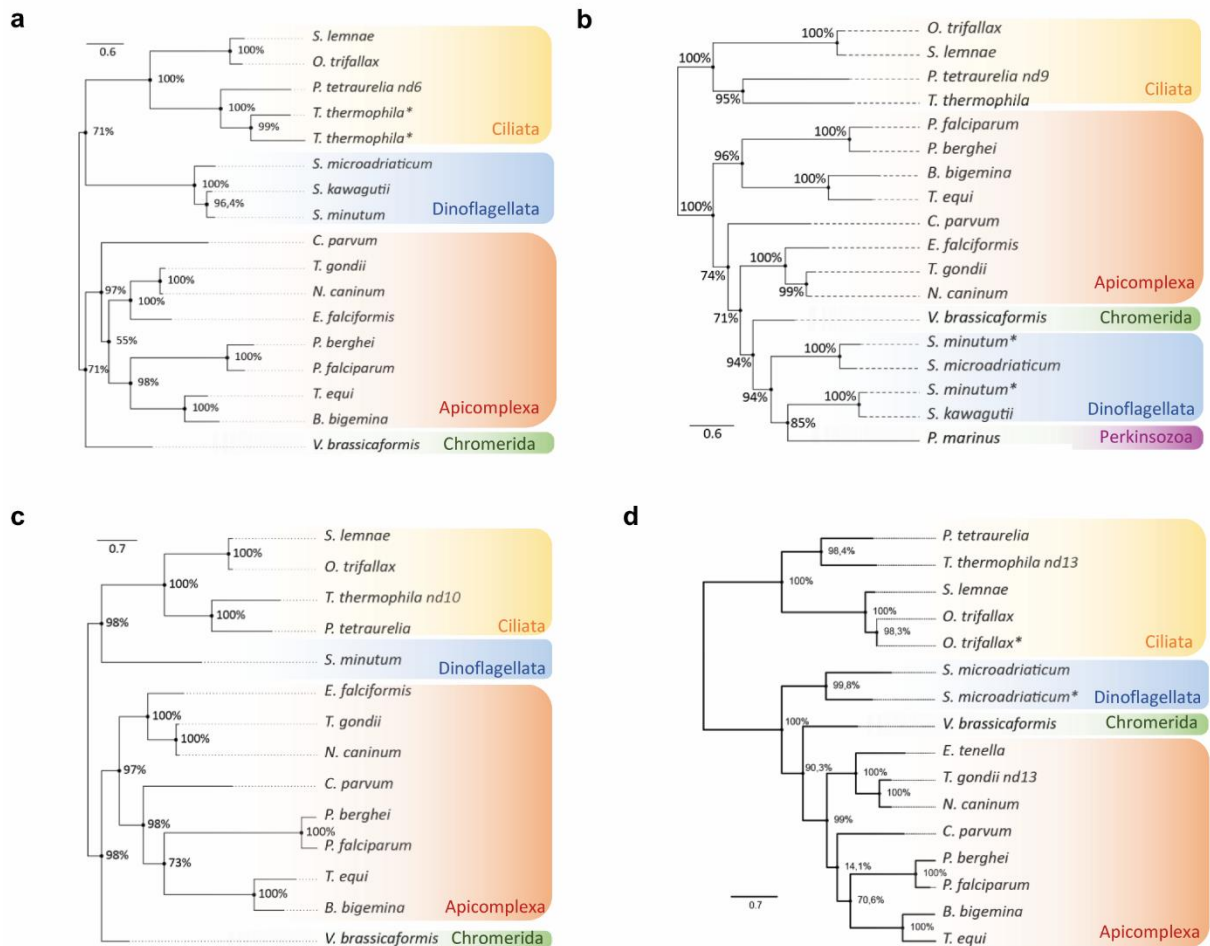 a
0.6
S. lemnae
100%
O. trifallax
100%
P. tetraurelia nd6
100%
T. thermophila*
99%
T. thermophila*
Ciliata
71%
S. microadriaticum
100%
S. kawagutii
96,4%
S. minutum
Dinoflagellata
C. parvum
T. gondii
100%
97%
N. caninum
100%
E. falciformis
55%
P. berghei
100%
71%
P. falciparum
98%
T. equi
100%
B. bigemina
Apicomplexa
V. brassicaformis
Chromerida
b
O. trifallax
100%
S. lemnae
100%
P. tetraurelia nd9
95%
T. thermophila
Ciliata
P. falciparum
100%
P. berghei
96%
B. bigemina
100%
T. equi
100%
C. parvum
E. falciformis
100%
74%
T. gondii
99%
N. caninum
Apicomplexa
71%
V. brassicaformis
Chromerida
S. minutum*
100%
94%
S. microadriaticum
94%
S. minutum*
100%
S. kawagutii
Dinoflagellata
85%
0.6
P. marinus
Perkinsozoa
c
0.7
S. lemnae
100%
O. trifallax
100%
T. thermophila nd10
100%
98%
P. tetraurelia
Ciliata
S. minutum
Dinoflagellata
E. falciformis
100%
T. gondii
100%
N. caninum
97%
C. parvum
98%
P. berghei
100%
P. falciparum
98%
73%
T. equi
100%
B. bigemina
Apicomplexa
V. brassicaformis
Chromerida
d
P. tetraurelia
98,4%
T. thermophila nd13
100%
S. lemnae
100%
O. trifallax
98,3%
O. trifallax*
Ciliata
S. microadriaticum
99,8%
S. microadriaticum*
Dinoflagellata
100%
V. brassicaformis
Chromerida
E. tenella
90,3%
100%
T. gondii nd13
100%
N. caninum
99%
C. parvum
14,1%
P. berghei
100%
P. falciparum
70,6%
0.7
B. bigemina
100%
T. equi
Apicomplexa